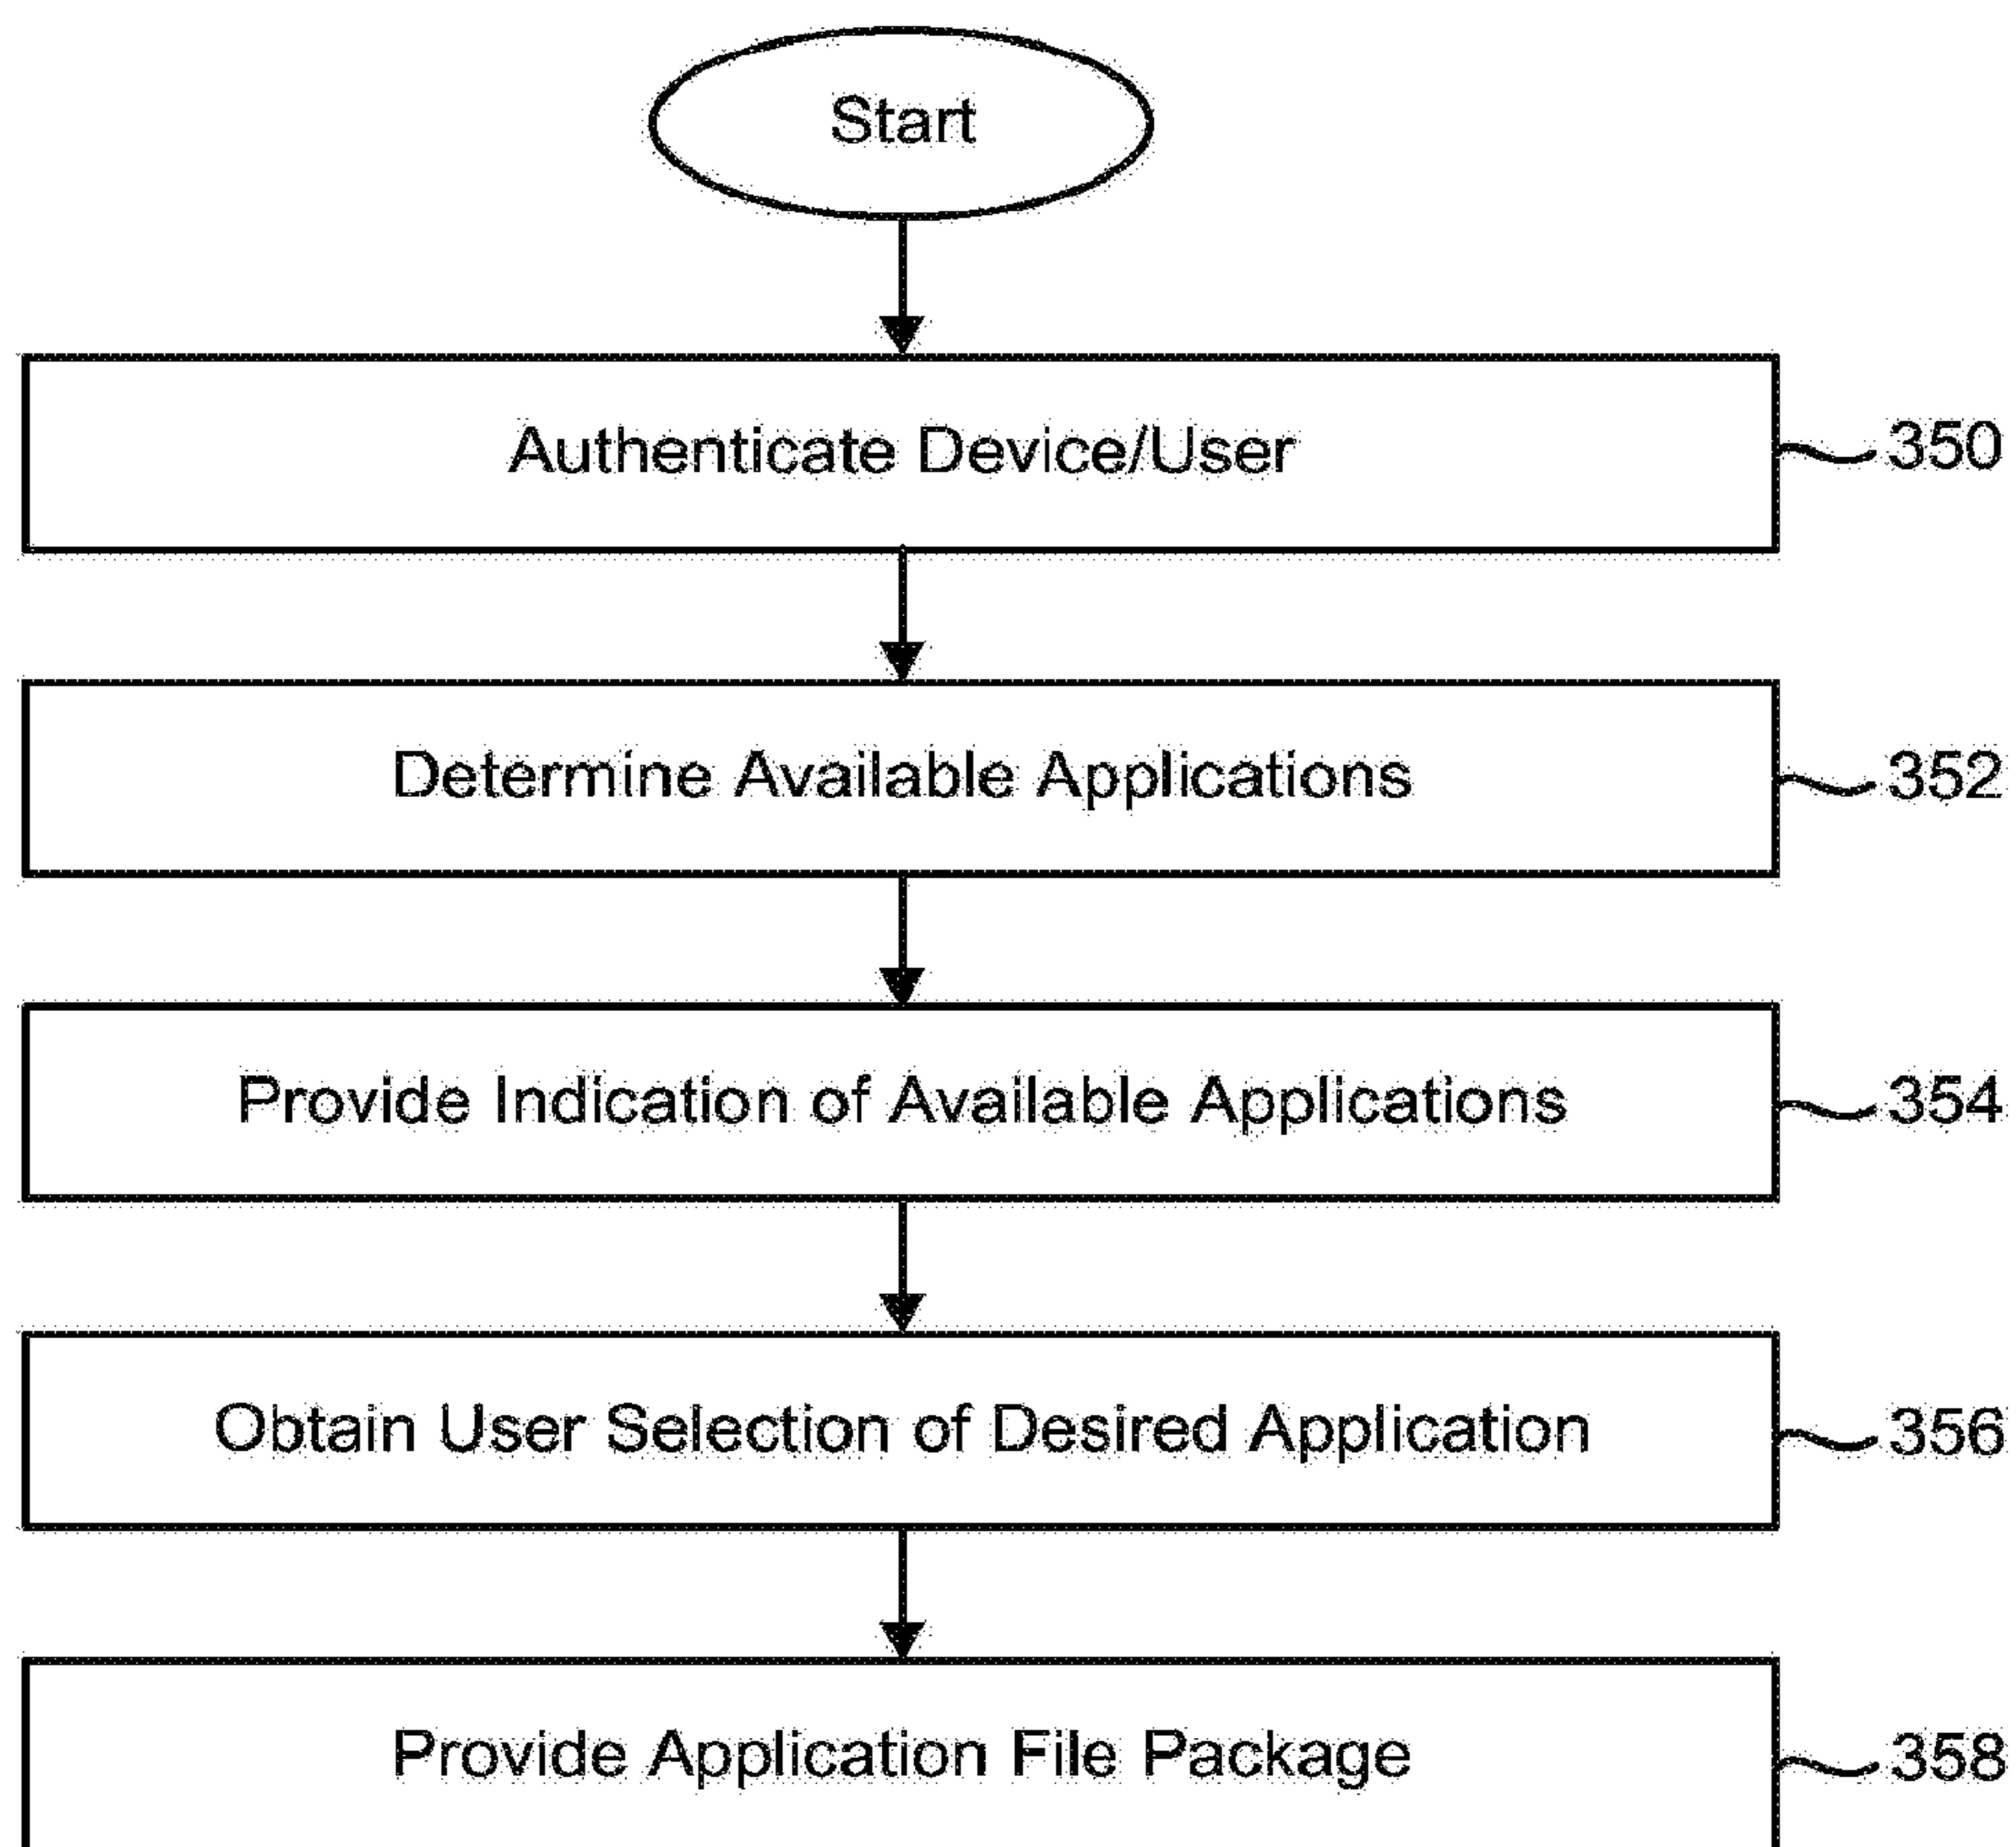 Start
Authenticate Device/User
350
Determine Available Applications
352
Provide Indication of Available Applications
354
Obtain User Selection of Desired Application
356
Provide Application File Package
358